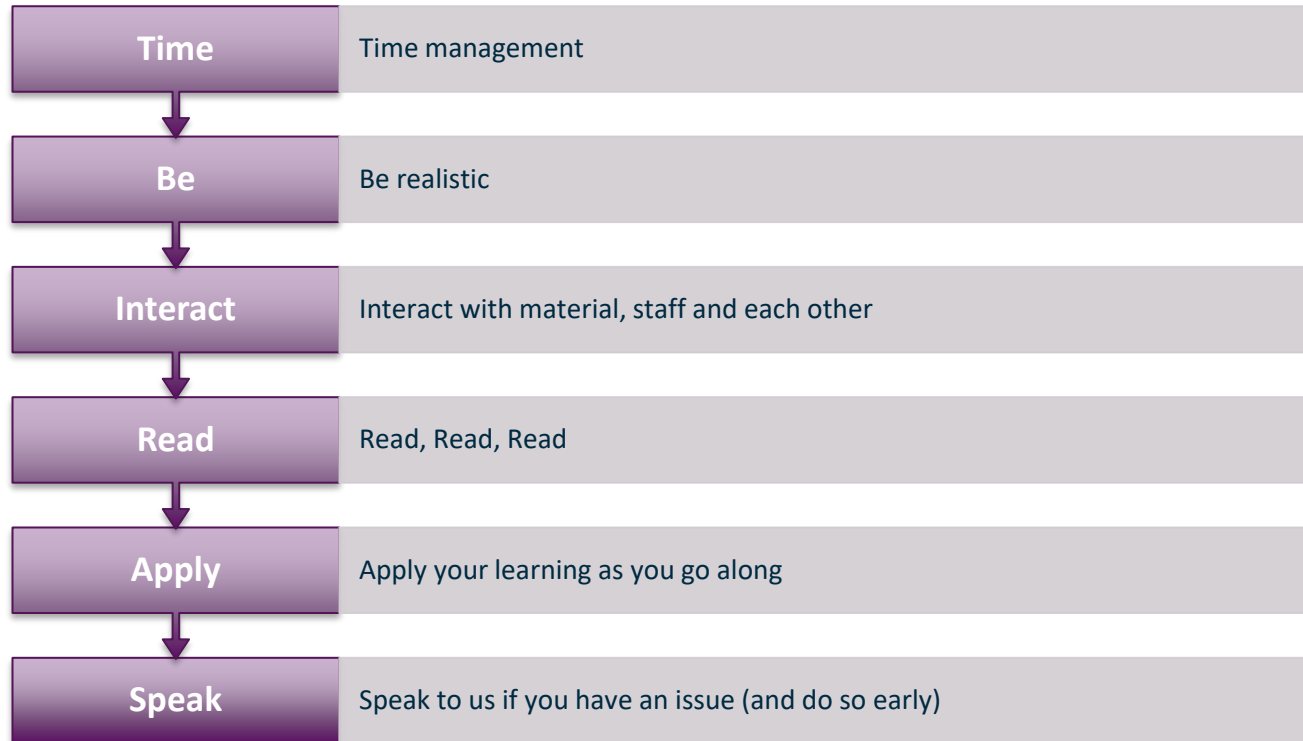 Time
Time management
Be
Be realistic
Interact
Interact with material, staff and each other
Read
Read, Read, Read
Apply
Apply your learning as you go along
Speak
Speak to us if you have an issue (and do so early)